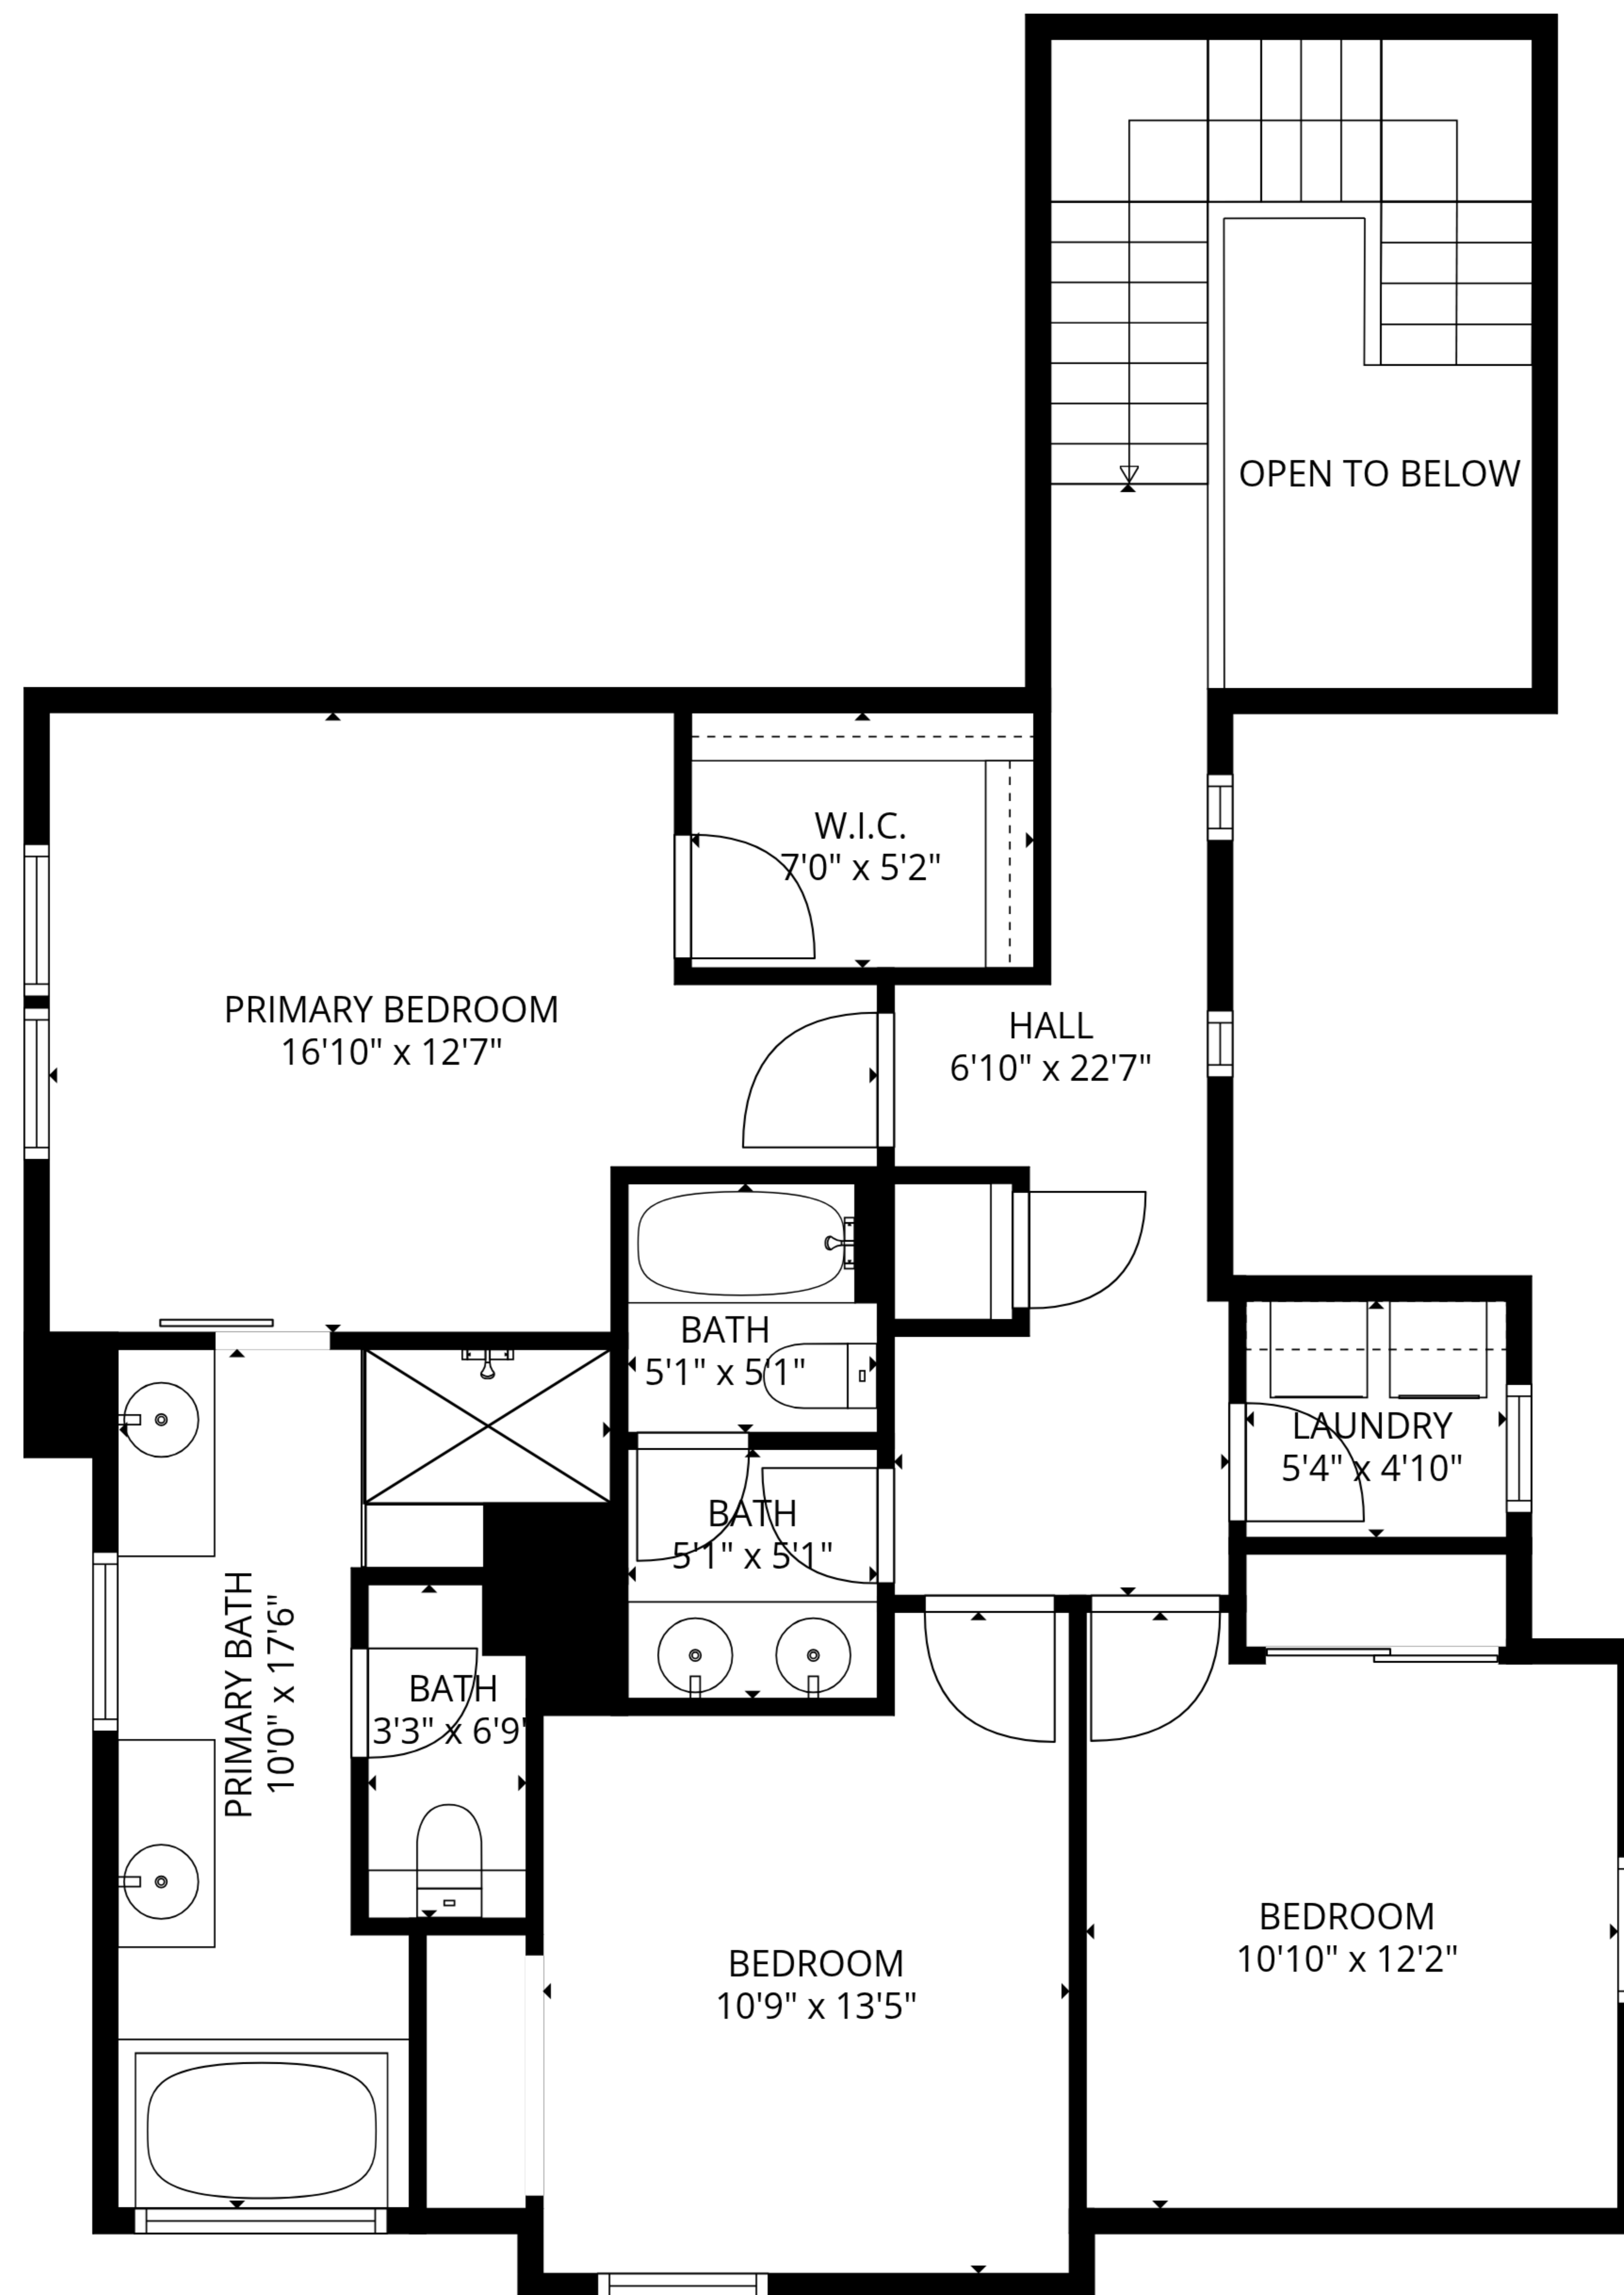 OPEN TO BELOW
W.I.C.
7'0" x 5'2"
PRIMARY BEDROOM
16'10" x 12'7"
HALL
6'10" x 22'7"
BATH
5'1" x 5'1"
LAUNDRY
5'4" x 4'10"
BATH
5'1" x 5'1"
PRIMARY BATH
10'0" x 17'6"
BATH
3'3" x 6'9"
BEDROOM
10'9" x 13'5"
BEDROOM
10'10" x 12'2"